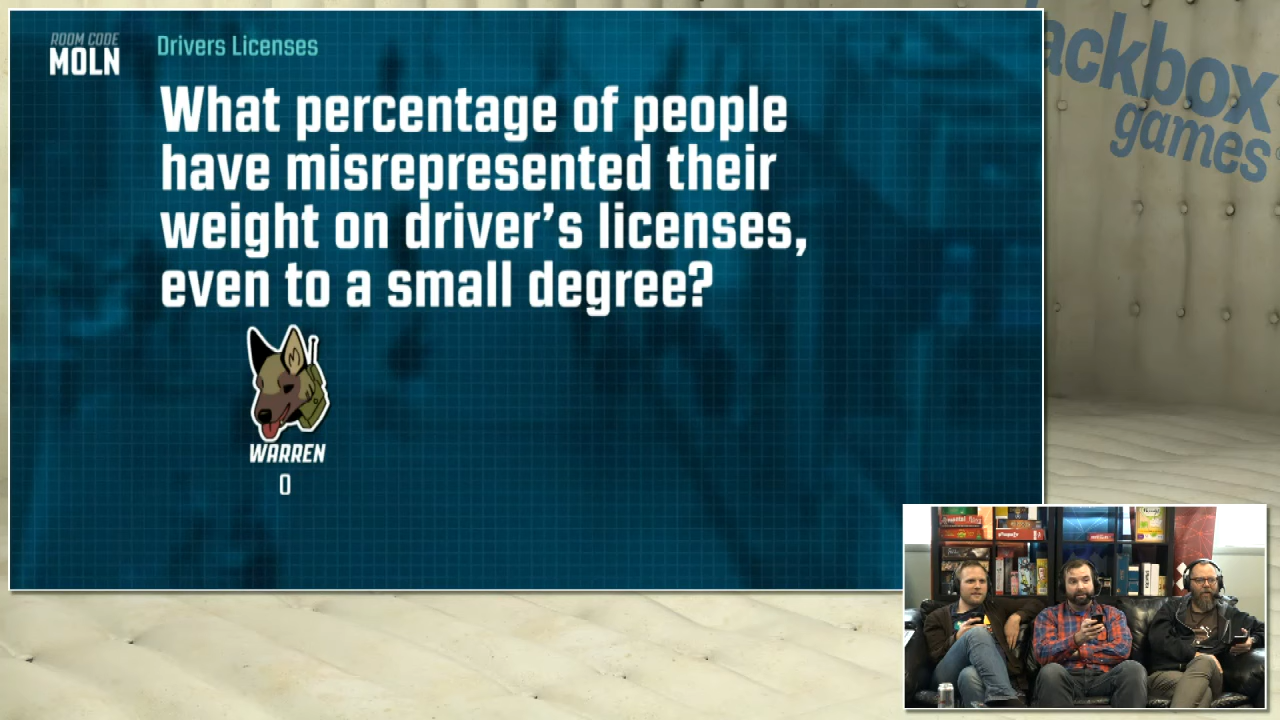 ROOM CODE
MOLN
Drivers Licenses
What percentage of people
have misrepresented their
weight on driver's licenses,
even to a small degree?
WARREN
0
ackbox
games